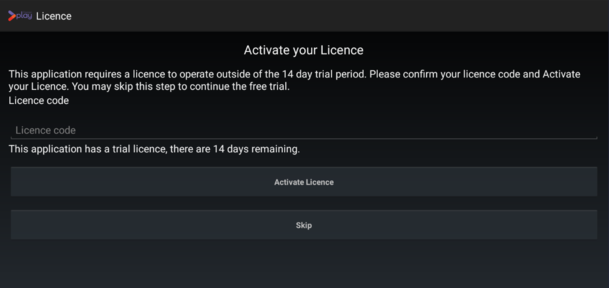 play Licence
Activate your Licence
This application requires a licence to operate outside of the 14 day trial period. Please confirm your licence code and Activate
your Licence. You may skip this step to continue the free trial.
Licence code
Licence code
This application has a trial licence, there are 14 days remaining.
Activate Licence
Skip